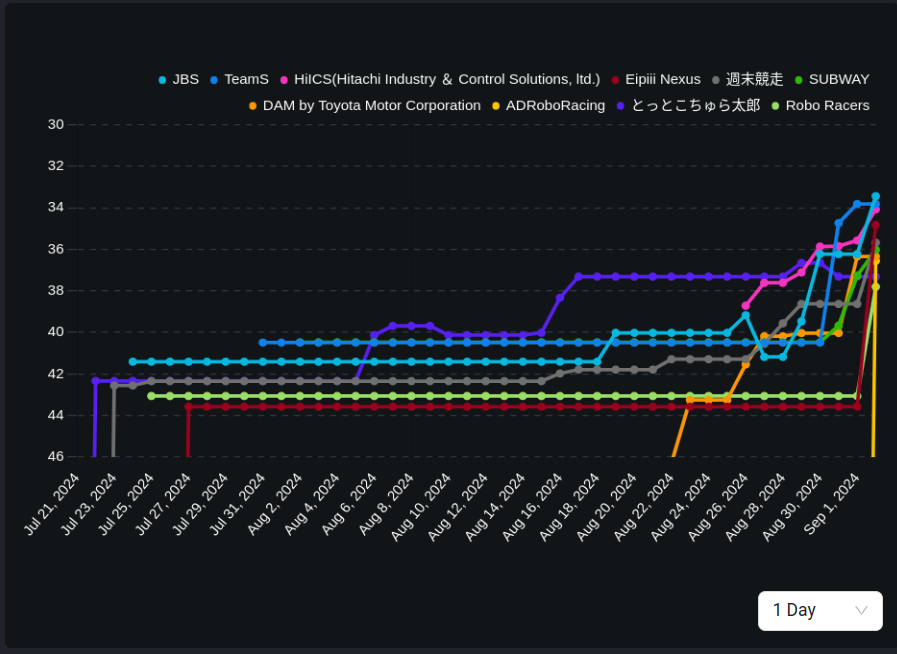 JBS TeamS HiICS(Hitachi Industry ＆ Control Solutions, ltd.) Eipiii Nexus 週末競走 SUBWAY
DAM by Toyota Motor Corporation ADRoboRacing とっとこちゅら太郎 Robo Racers
30
32
34
36
38
40
42
44
46
Jul 21, 2024
Jul 23, 2024
Jul 25, 2024
Jul 27, 2024
Jul 29, 2024
Jul 31, 2024
Aug 2, 2024
Aug 4, 2024
Aug 6, 2024
Aug 8, 2024
Aug 10, 2024
Aug 12, 2024
Aug 14, 2024
Aug 16, 2024
Aug 18, 2024
Aug 20, 2024
Aug 22, 2024
Aug 24, 2024
Aug 26, 2024
Aug 28, 2024
Aug 30, 2024
Sep 1, 2024
1 Day